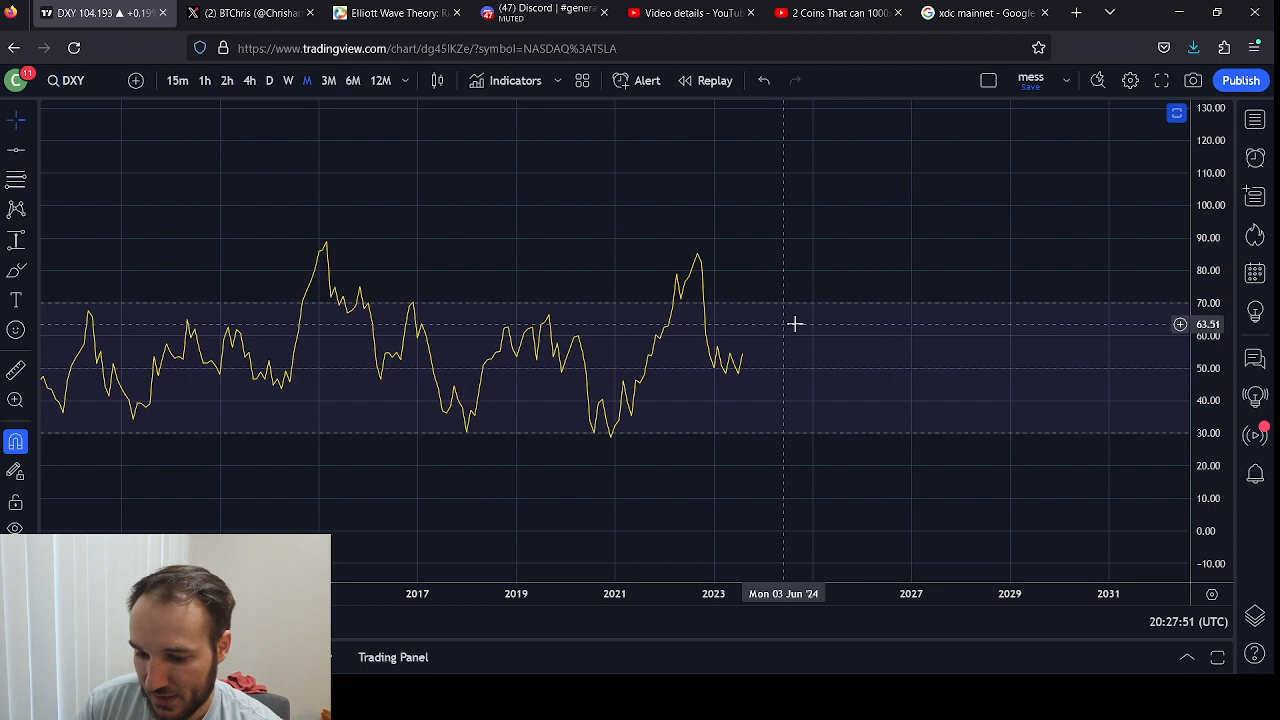 DXY 104.193 ▲ +0.19%
(2) BTChris (@Chrishar
Elliott Wave Theory: Ru
(47) Discord | #genera
MUTED
Video details - YouTub
2 Coins That can 1000x
xdc mainnet - Google
https://www.tradingview.com/chart/dg45lKZe/?symbol=NASDAQ%3ATSLA
C 11
DXY
15m 1h 2h 4h D W M 3M 6M 12M
Indicators
Alert
Replay
mess
Save
Publish
130.00
120.00
110.00
100.00
90.00
80.00
70.00
63.51
60.00
50.00
40.00
30.00
20.00
10.00
0.00
−10.00
2017 2019 2021 2023 Mon 03 Jun '24 2027 2029 2031
20:27:51 (UTC)
Trading Panel